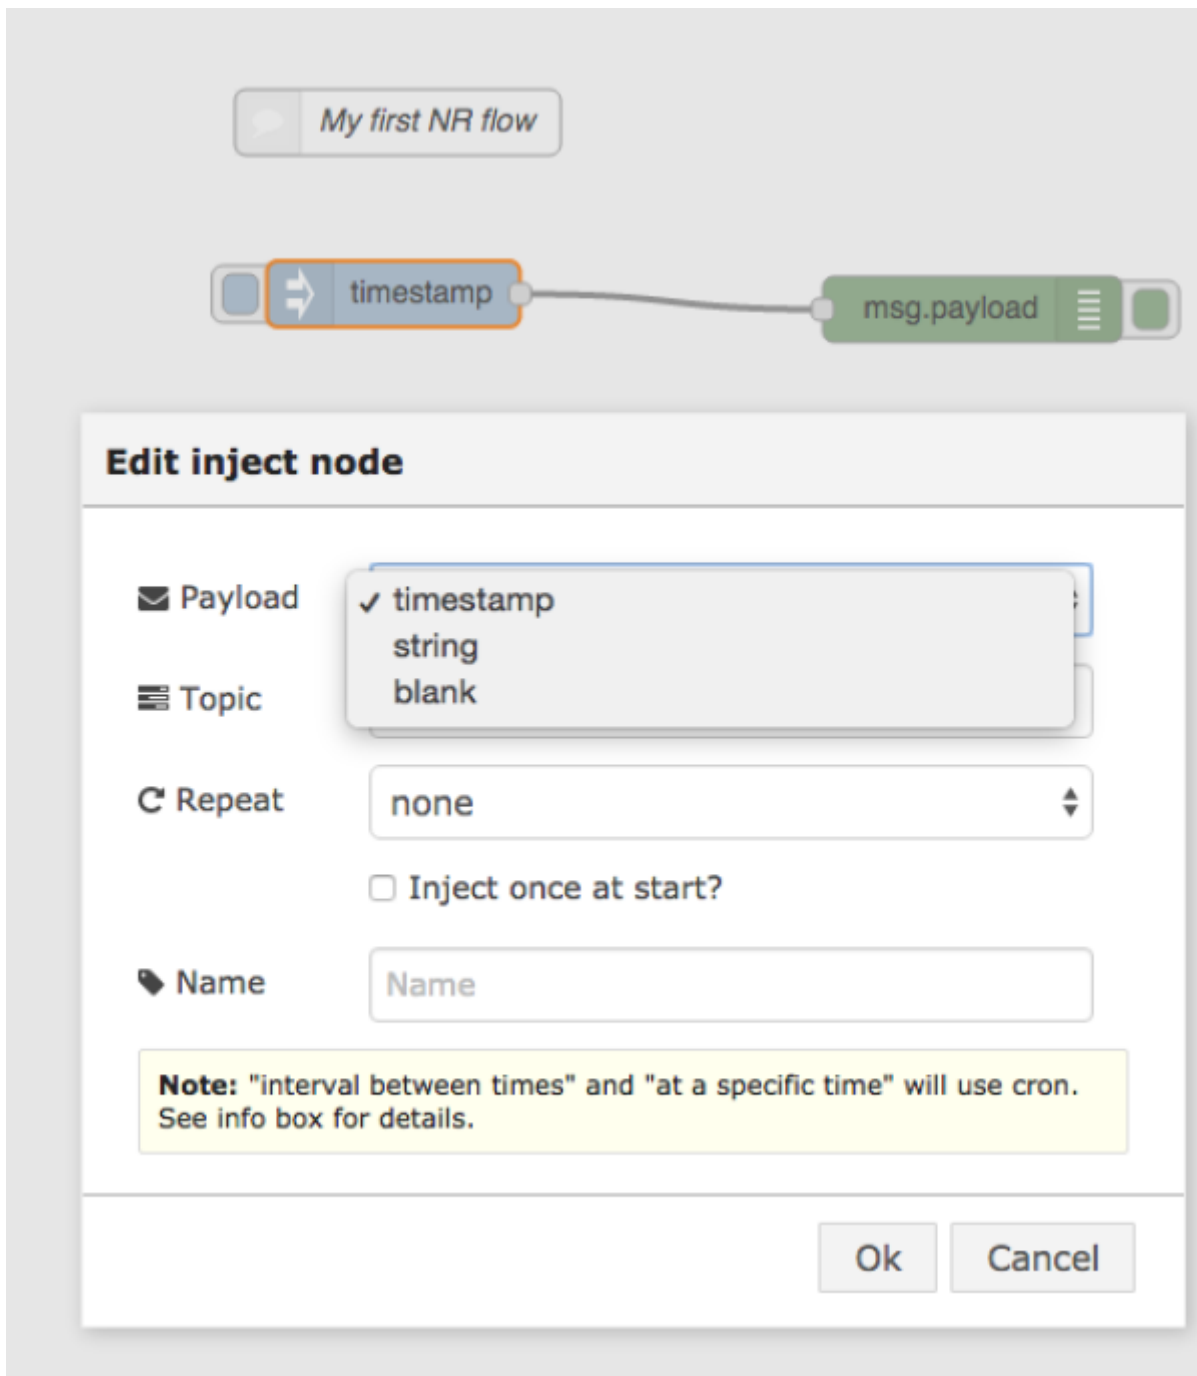 My first NR flow
timestamp
msg.payload
Edit inject node
Payload
timestamp
string
blank
Topic
Repeat
none
Inject once at start?
Name
Name
Note: "interval between times" and "at a specific time" will use cron.
See info box for details.
Ok
Cancel